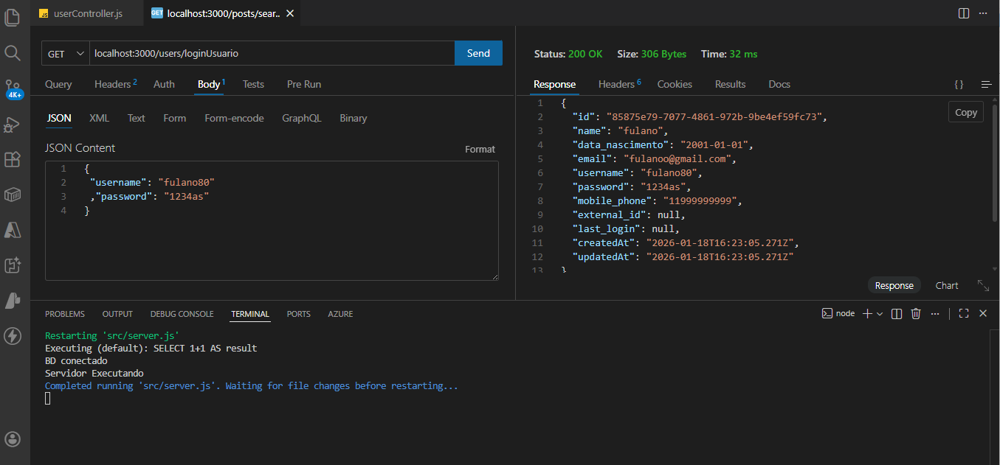 JS userController.js GET localhost:3000/posts/sear.. ✕ ···
GET localhost:3000/users/loginUsuario Send
Status: 200 OK Size: 306 Bytes Time: 32 ms
Query Headers 2 Auth Body 1 Tests Pre Run
Response Headers 6 Cookies Results Docs {}
JSON XML Text Form Form-encode GraphQL Binary
JSON Content Format
1 {
2 "username": "fulano80"
3 ,"password": "1234as"
4 }
Copy
1 {
2 "id": "85875e79-7077-4861-972b-9be4ef59fc73",
3 "name": "fulano",
4 "data_nascimento": "2001-01-01",
5 "email": "fulanoo@gmail.com",
6 "username": "fulano80",
7 "password": "1234as",
8 "mobile_phone": "11999999999",
9 "external_id": null,
10 "last_login": null,
11 "createdAt": "2026-01-18T16:23:05.271Z",
12 "updatedAt": "2026-01-18T16:23:05.271Z"
13 }
Response Chart
4K+
PROBLEMS OUTPUT DEBUG CONSOLE TERMINAL PORTS AZURE node ···
Restarting 'src/server.js'
Executing (default): SELECT 1+1 AS result
BD conectado
Servidor Executando
Completed running 'src/server.js'. Waiting for file changes before restarting...